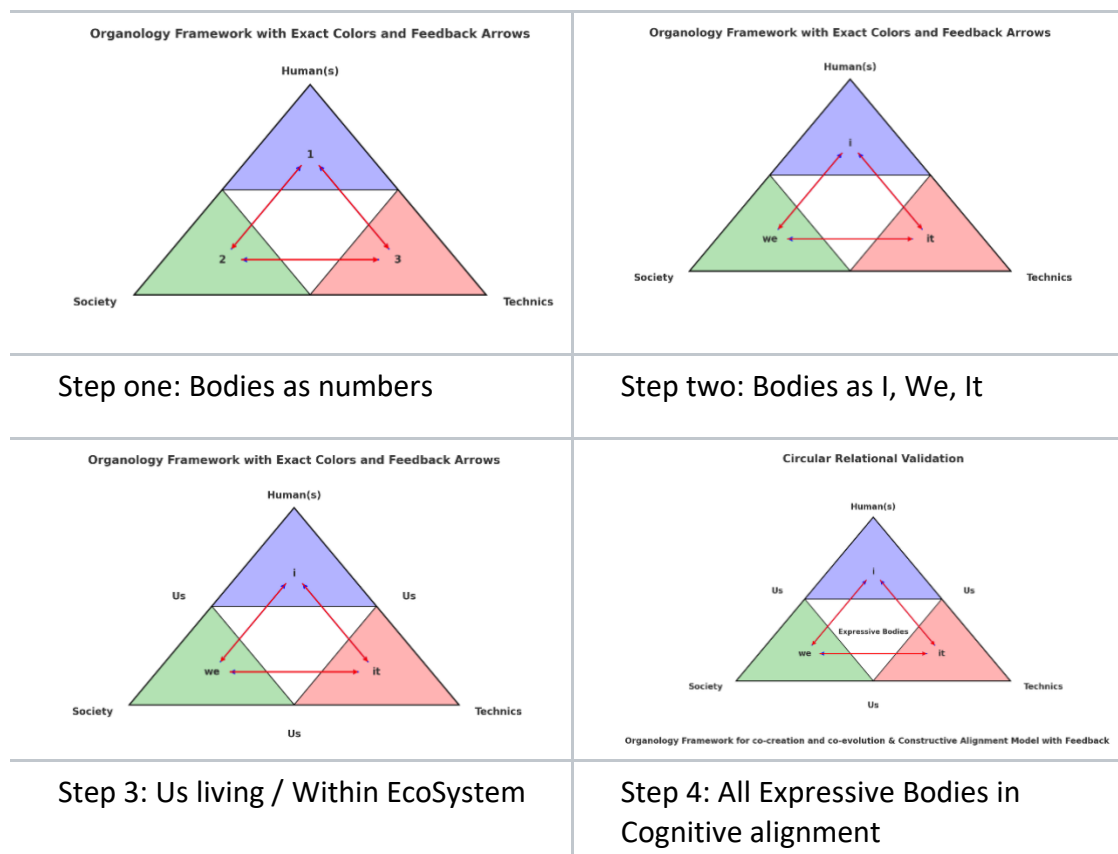 Organology Framework with Exact Colors and Feedback Arrows
Human(s)
1
2
3
Society
Technics
Step one: Bodies as numbers
Organology Framework with Exact Colors and Feedback Arrows
Human(s)
i
we
it
Society
Technics
Step two: Bodies as I, We, It
Organology Framework with Exact Colors and Feedback Arrows
Human(s)
i
Us
Us
we
it
Society
Technics
Us
Step 3: Us living / Within EcoSystem
Circular Relational Validation
Human(s)
i
Us
Us
Expressive Bodies
we
it
Society
Technics
Us
Organology Framework for co-creation and co-evolution & Constructive Alignment Model with Feedback
Step 4: All Expressive Bodies in
Cognitive alignment